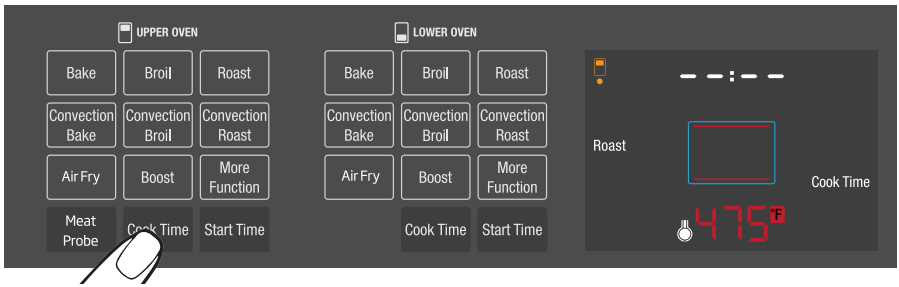 UPPER OVEN
Bake
Broil
Roast
Convection
Bake
Convection
Broil
Convection
Roast
Air Fry
Boost
More
Function
Meat
Probe
Cook Time
Start Time
LOWER OVEN
Bake
Broil
Roast
Convection
Bake
Convection
Broil
Convection
Roast
Air Fry
Boost
More
Function
Cook Time
Start Time
– – : – –
Roast
Cook Time
475°F